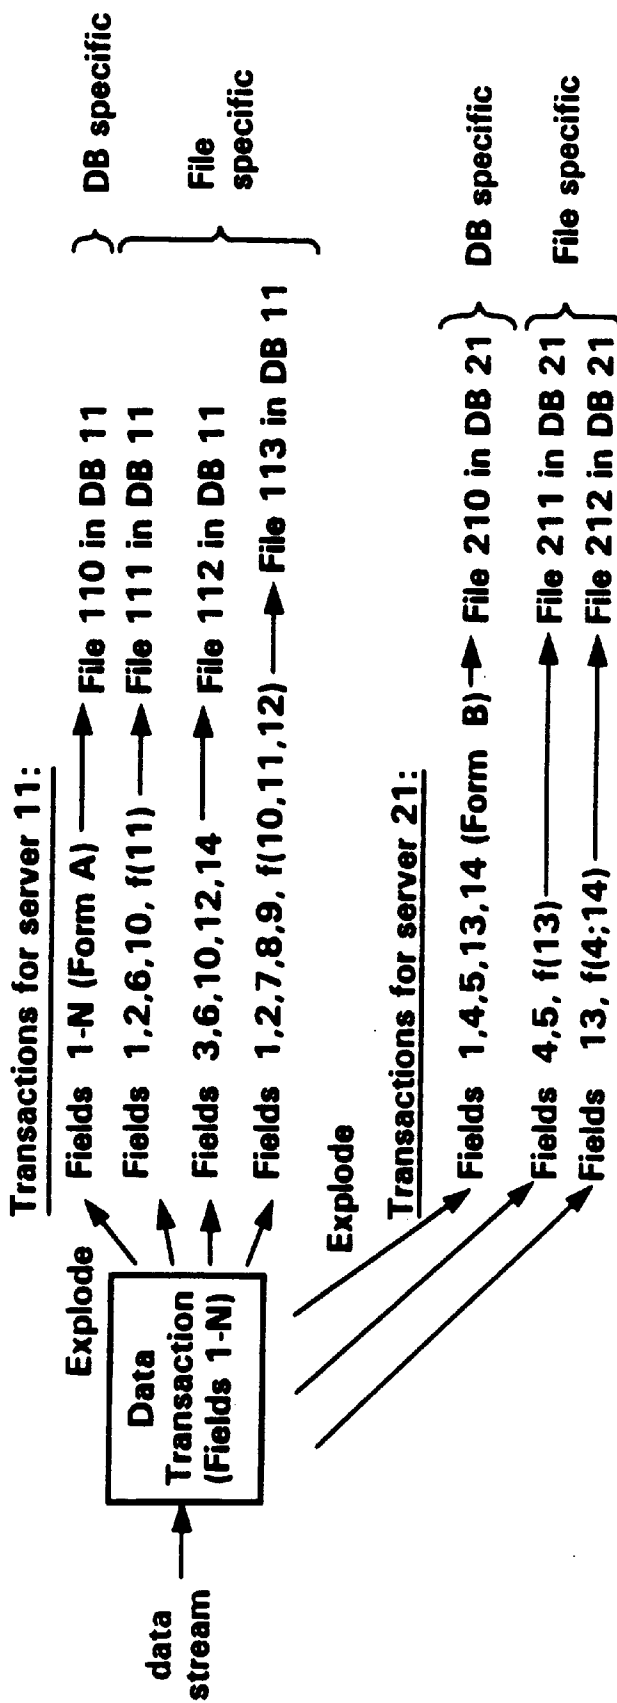 data
stream
Data
Transaction
(Fields 1-N)
Explode
Transactions for server 11:
Fields 1-N (Form A) File 110 in DB 11
Fields 1,2,6,10, f(11) File 111 in DB 11
Fields 3,6,10,12,14 File 112 in DB 11
Fields 1,2,7,8,9, f(10,11,12) File 113 in DB 11
DB specific
File
specific
Explode
Transactions for server 21:
Fields 1,4,5,13,14 (Form B) File 210 in DB 21
Fields 4,5, f(13) File 211 in DB 21
Fields 13, f(4;14) File 212 in DB 21
DB specific
File specific